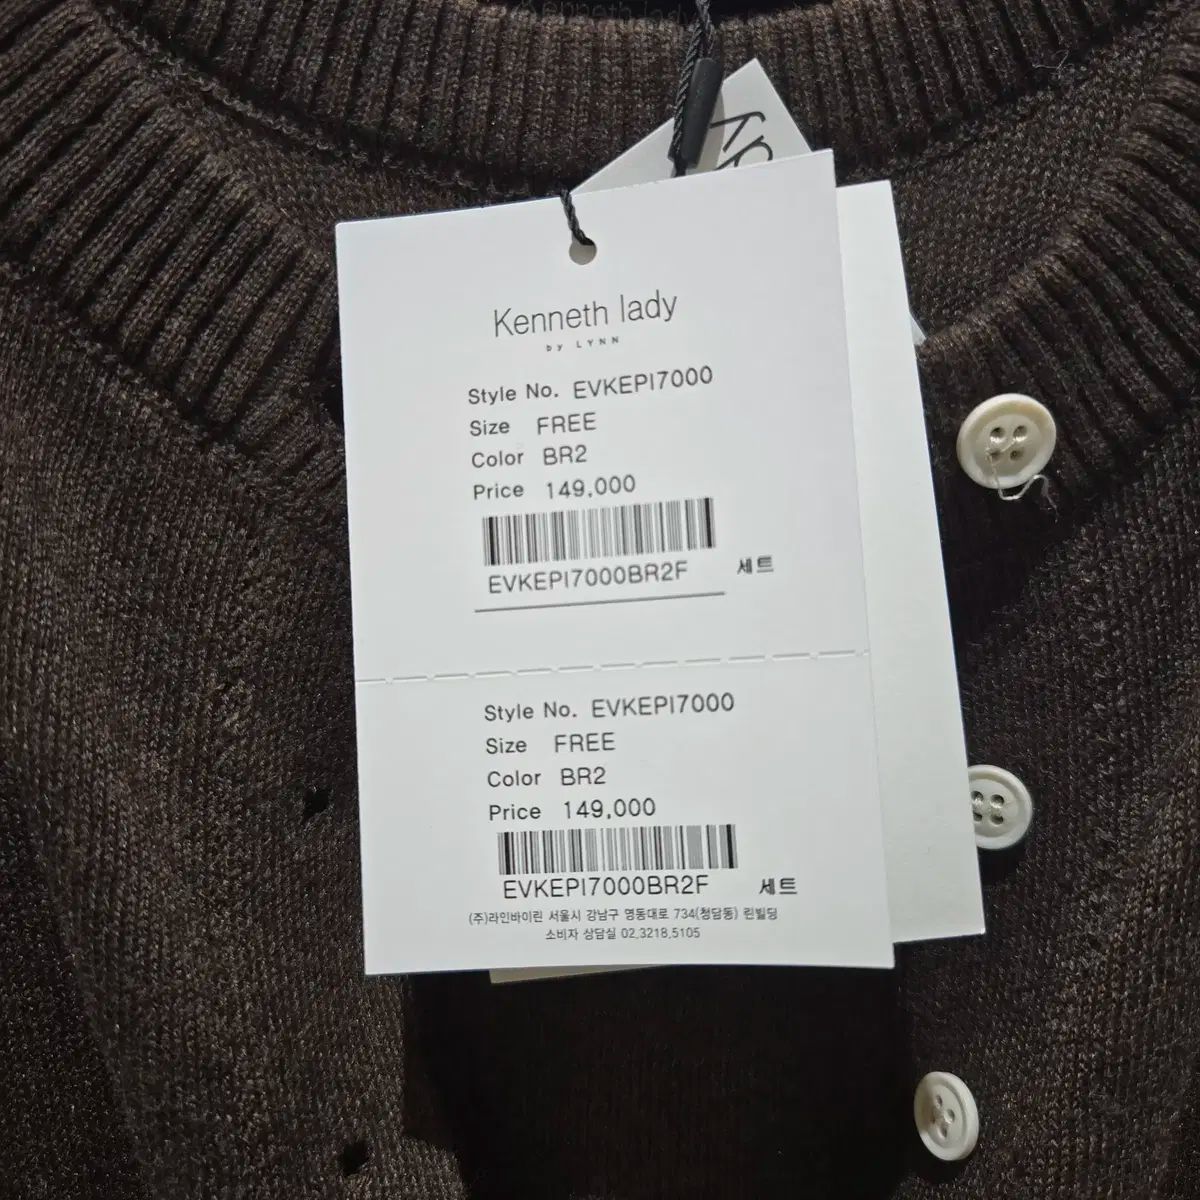 Kenneth lady
Kenneth lady
by LYNN
Style No. EVKEPI7000
Size FREE
Color BR2
Price 149,000
EVKEPI7000BR2F 세트
Style No. EVKEPI7000
Size FREE
Color BR2
Price 149,000
EVKEPI7000BR2F 세트
(주)라인바이린 서울시 강남구 영동대로 734(청담동) 린빌딩
소비자 상담실 02.3218.5105